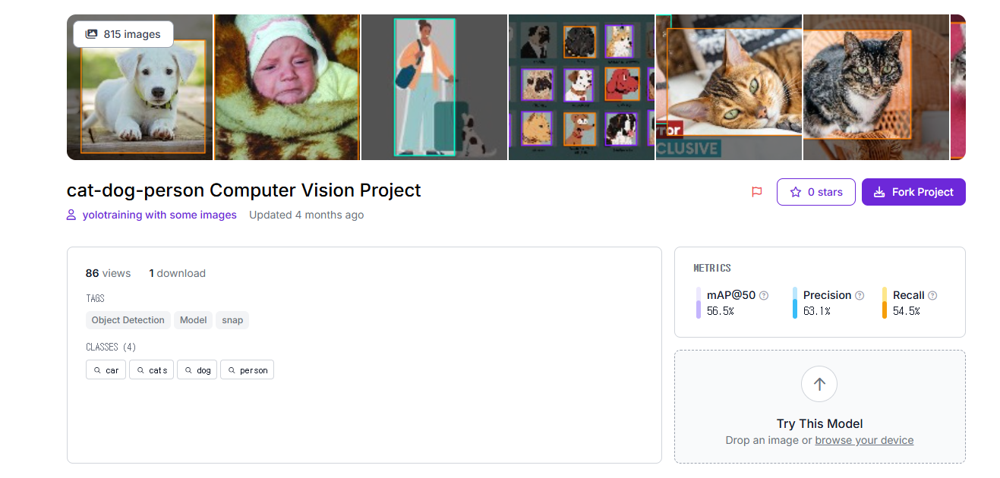 815 images
ror
CLUSIVE
cat-dog-person Computer Vision Project
0 stars
Fork Project
yolotraining with some images Updated 4 months ago
86 views 1 download
TAGS
Object Detection Model snap
CLASSES (4)
car cats dog person
METRICS
mAP@50 Precision Recall
56.5% 63.1% 54.5%
Try This Model
Drop an image or browse your device